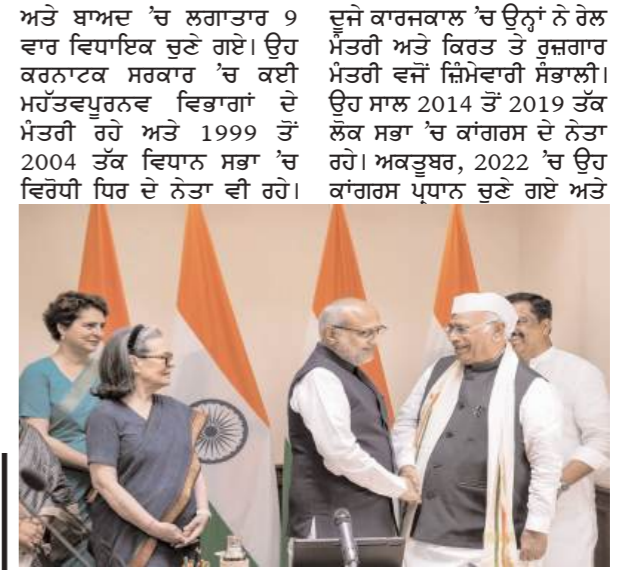 ਅਤੇ ਬਾਅਦ ’ਚ ਲਗਾਤਾਰ 9
ਵਾਰ ਵਿਧਾਇਕ ਚੁਣੇ ਗਏ। ਉਹ
ਕਰਨਾਟਕ ਸਰਕਾਰ ’ਚ ਕਈ
ਮਹੱਤਵਪੂਰਨਵ ਵਿਭਾਗਾਂ ਦੇ
ਮੰਤਰੀ ਰਹੇ ਅਤੇ 1999 ਤੋਂ
2004 ਤੱਕ ਵਿਧਾਨ ਸਭਾ ’ਚ
ਵਿਰੋਧੀ ਧਿਰ ਦੇ ਨੇਤਾ ਵੀ ਰਹੇ।
ਦੂਜੇ ਕਾਰਜਕਾਲ ’ਚ ਉਨ੍ਹਾਂ ਨੇ ਰੇਲ
ਮੰਤਰੀ ਅਤੇ ਕਿਰਤ ਤੇ ਰੁਜ਼ਗਾਰ
ਮੰਤਰੀ ਵਜੋਂ ਜ਼ਿੰਮੇਵਾਰੀ ਸੰਭਾਲੀ।
ਉਹ ਸਾਲ 2014 ਤੋਂ 2019 ਤੱਕ
ਲੋਕ ਸਭਾ ’ਚ ਕਾਂਗਰਸ ਦੇ ਨੇਤਾ
ਰਹੇ। ਅਕਤੂਬਰ, 2022 ’ਚ ਉਹ
ਕਾਂਗਰਸ ਪ੍ਰਧਾਨ ਚੁਣੇ ਗਏ ਅਤੇ